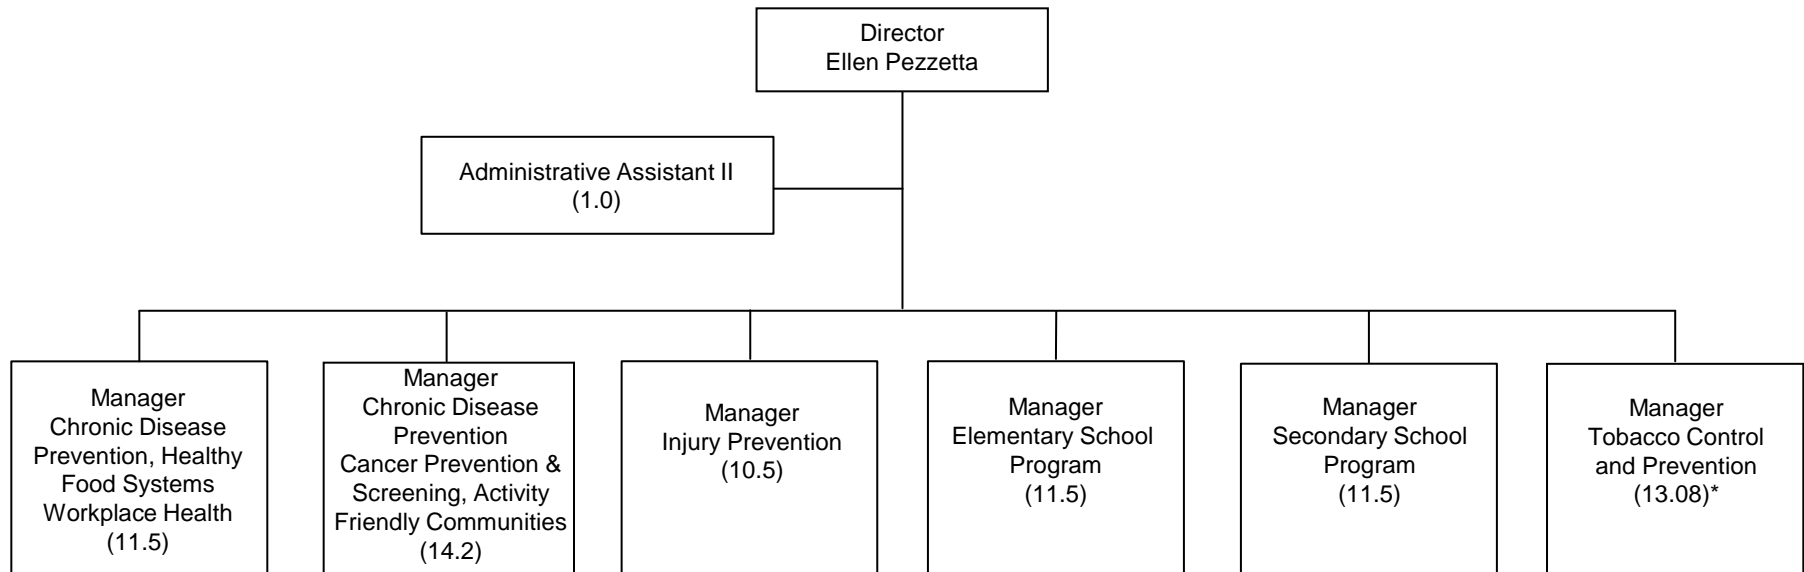 Director
Ellen Pezzetta
Administrative Assistant II
(1.0)
Manager
Chronic Disease
Prevention, Healthy
Food Systems
Workplace Health
(11.5)
Manager
Chronic Disease
Prevention
Cancer Prevention &
Screening, Activity
Friendly Communities
(14.2)
Manager
Injury Prevention
(10.5)
Manager
Elementary School
Program
(11.5)
Manager
Secondary School
Program
(11.5)
Manager
Tobacco Control
and Prevention
(13.08)*